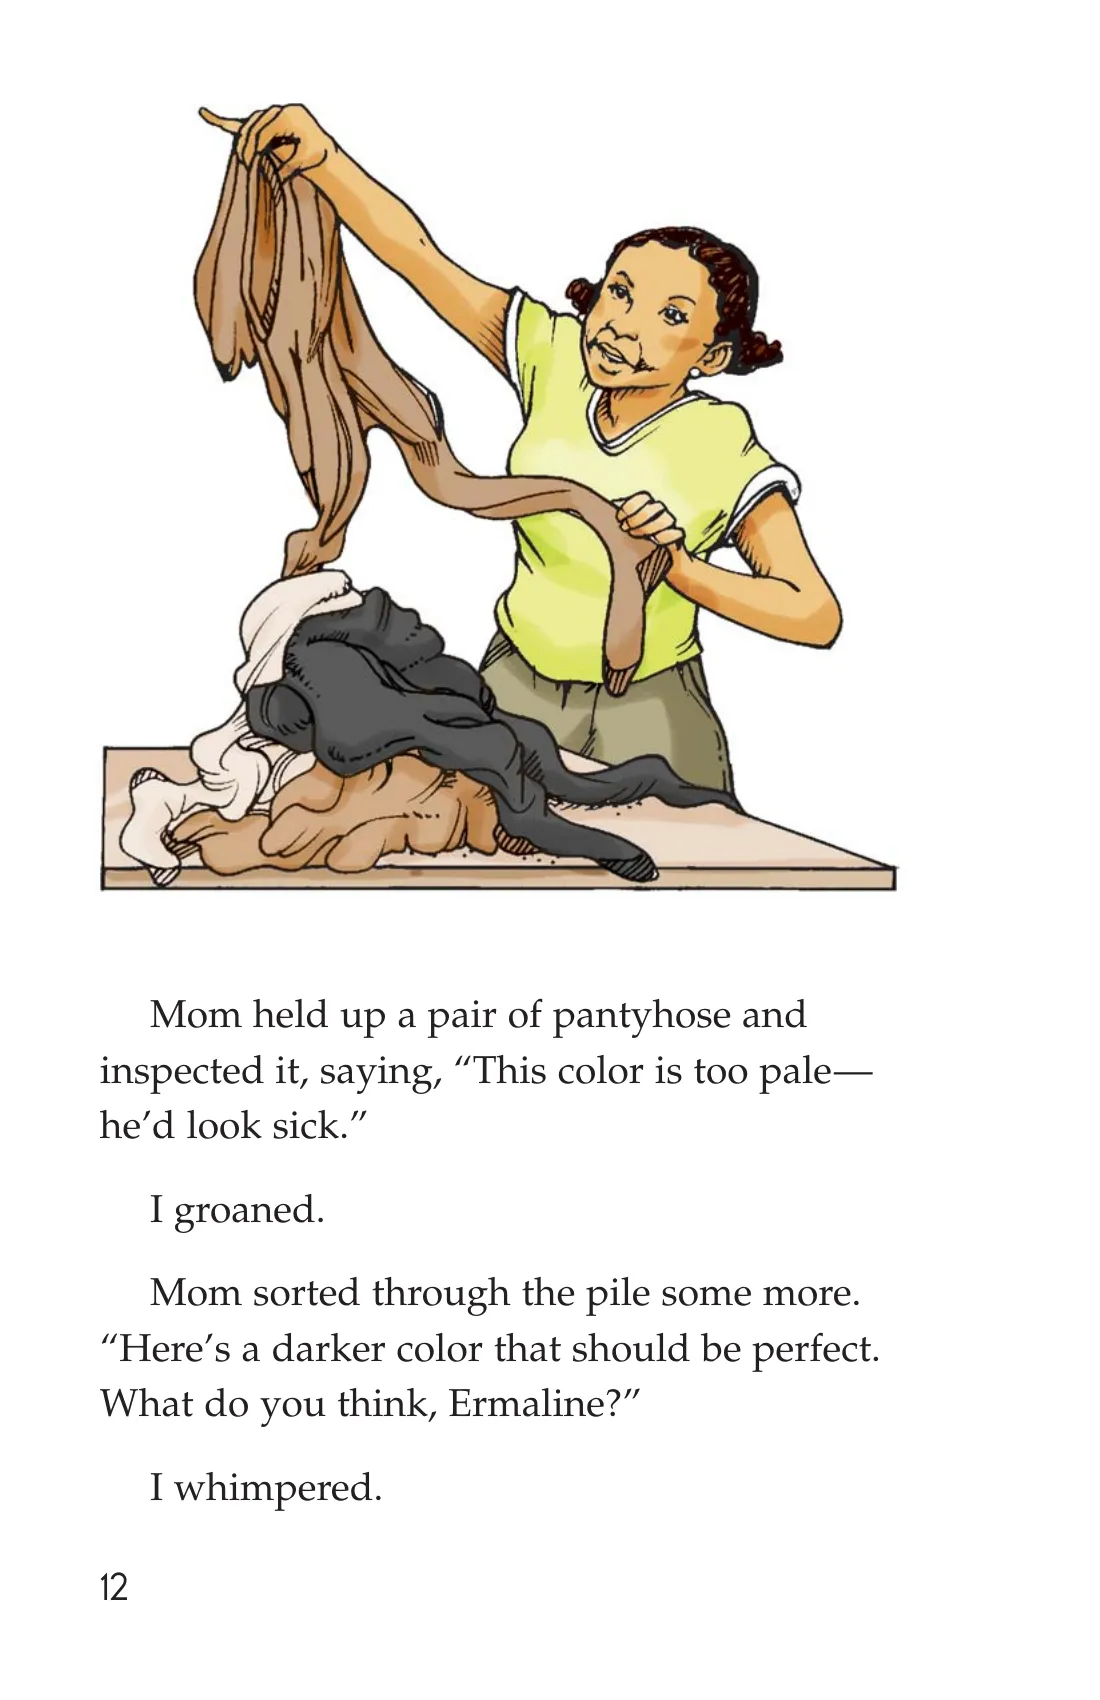 Mom held up a pair of pantyhose and
inspected it, saying, “This color is too pale—
he’d look sick.”
I groaned.
Mom sorted through the pile some more.
“Here’s a darker color that should be perfect.
What do you think, Ermaline?”
I whimpered.
12